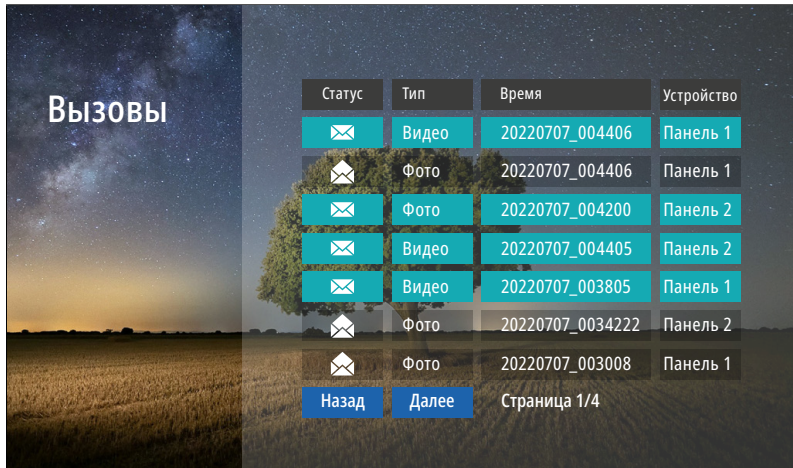 Вызовы
Статус Тип Время Устройство
Видео 20220707_004406 Панель 1
Фото 20220707_004406 Панель 1
Фото 20220707_004200 Панель 2
Видео 20220707_004405 Панель 2
Видео 20220707_003805 Панель 1
Фото 20220707_0034222 Панель 2
Фото 20220707_003008 Панель 1
Назад Далее Страница 1/4